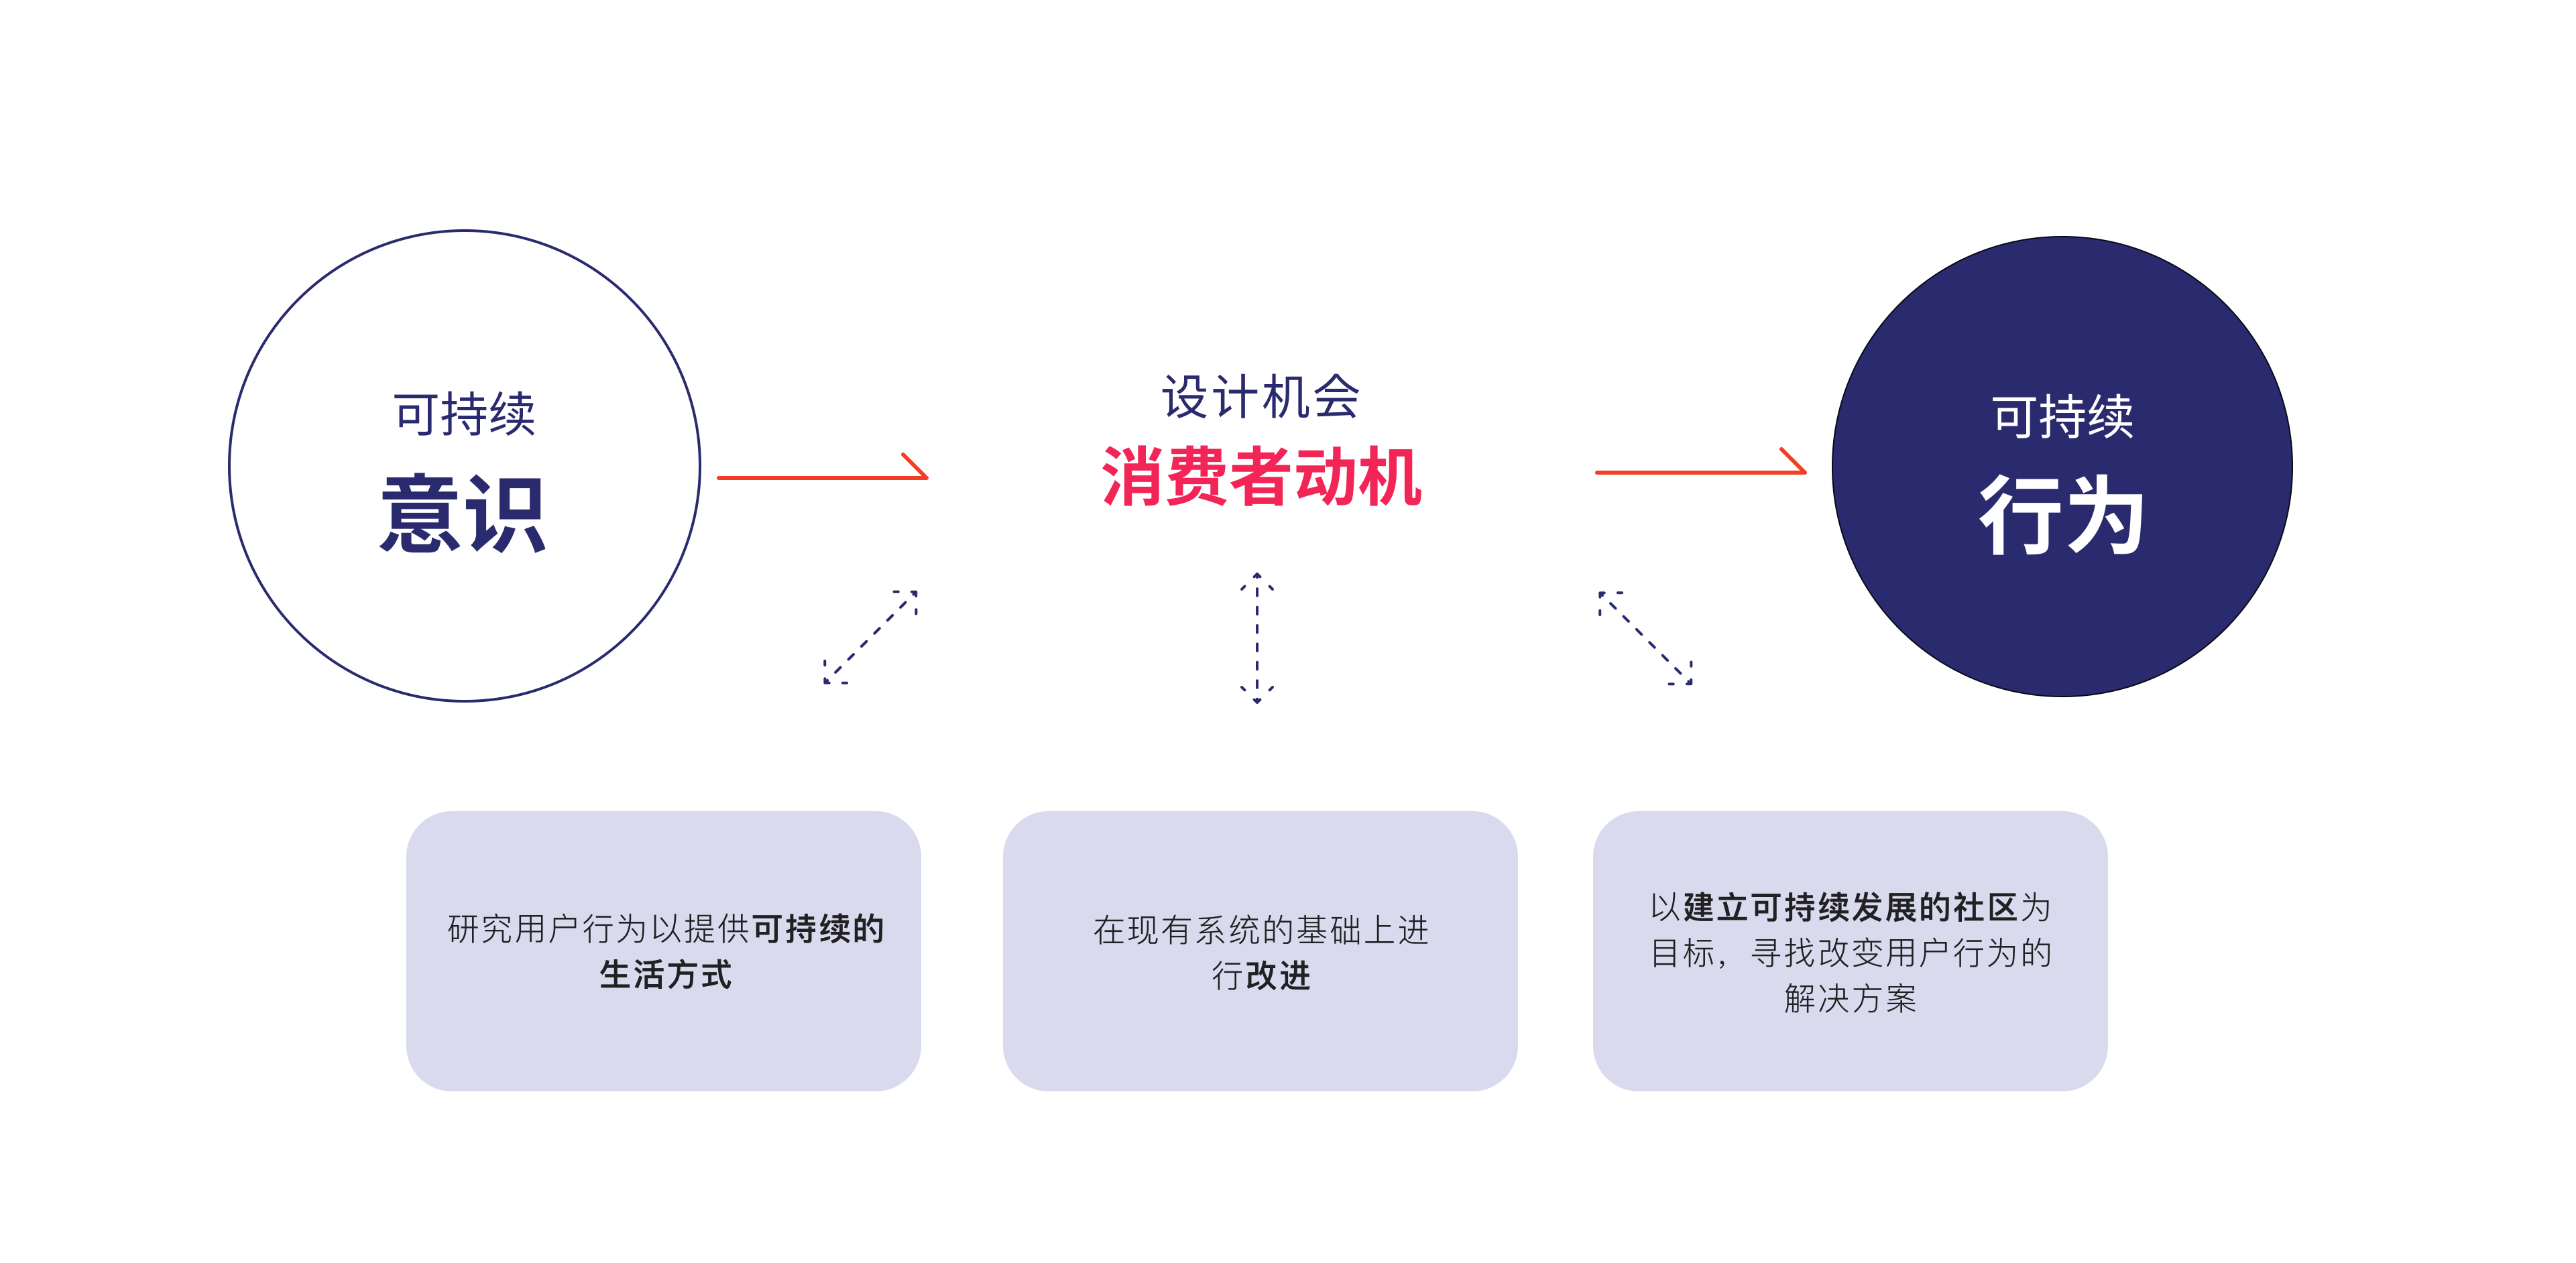 可持续
意识
设计机会
消费者动机
可持续
行为
研究用户行为以提供可持续的
生活方式
在现有系统的基础上进
行改进
以建立可持续发展的社区为
目标，寻找改变用户行为的
解决方案